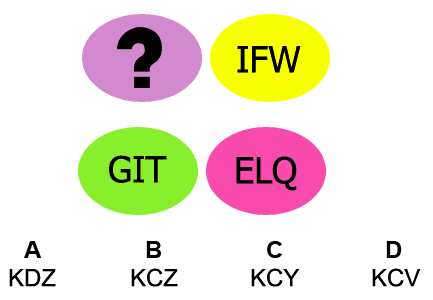 ? IFW
GIT ELQ
A B C D
KDZ KCZ KCY KCV